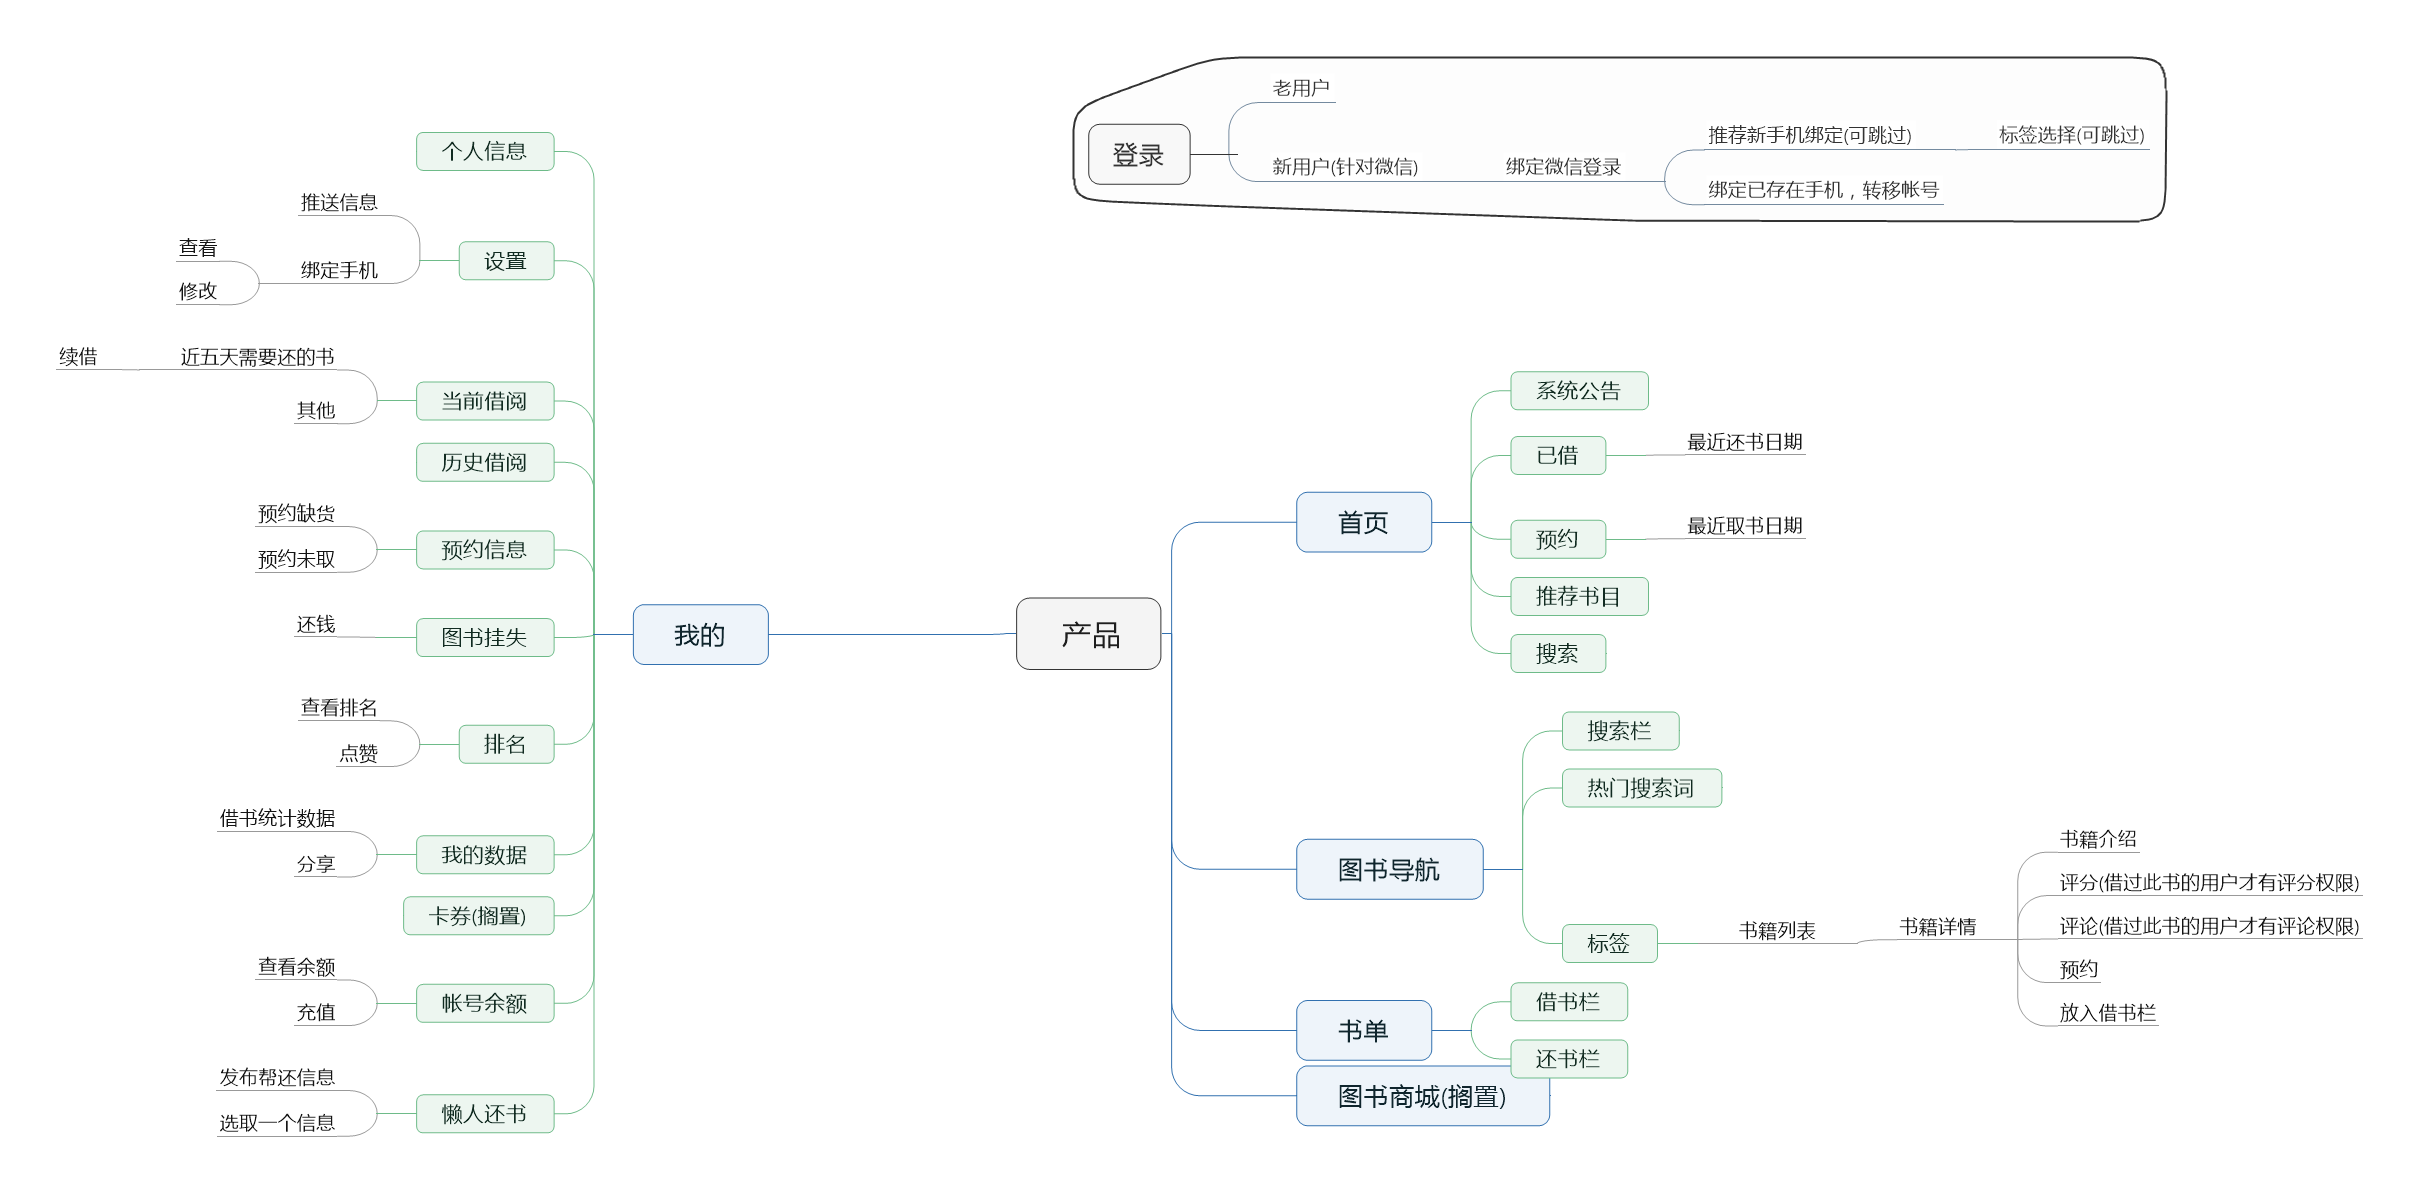 登录
老用户
新用户(针对微信)
绑定微信登录
推荐新手机绑定(可跳过)
标签选择(可跳过)
绑定已存在手机，转移帐号
产品
我的
个人信息
设置
推送信息
绑定手机
查看
修改
当前借阅
近五天需要还的书
续借
其他
历史借阅
预约信息
预约缺货
预约未取
图书挂失
还钱
排名
查看排名
点赞
我的数据
借书统计数据
分享
卡券(搁置)
帐号余额
查看余额
充值
懒人还书
发布帮还信息
选取一个信息
首页
系统公告
已借
最近还书日期
预约
最近取书日期
推荐书目
搜索
图书导航
搜索栏
热门搜索词
标签
书籍列表
书籍详情
书籍介绍
评分(借过此书的用户才有评分权限)
评论(借过此书的用户才有评论权限)
预约
放入借书栏
书单
借书栏
还书栏
图书商城(搁置)